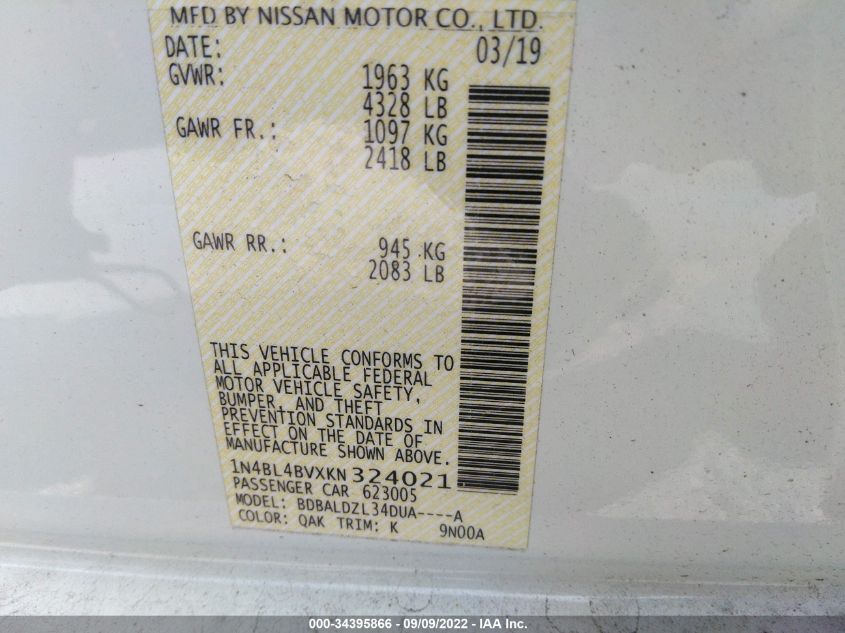 MFD BY NISSAN MOTOR CO., LTD.
DATE: 03/19
GVWR: 1963 KG
4328 LB
GAWR FR.: 1097 KG
2418 LB
GAWR RR.: 945 KG
2083 LB
THIS VEHICLE CONFORMS TO
ALL APPLICABLE FEDERAL
MOTOR VEHICLE SAFETY,
BUMPER, AND THEFT
PREVENTION STANDARDS IN
EFFECT ON THE DATE OF
MANUFACTURE SHOWN ABOVE.
1N4BL4BVXKN324021
PASSENGER CAR 623005
MODEL: BDBALDZL34DUA----A
COLOR: QAK TRIM: K 9N00A
000-34395866 - 09/09/2022 - IAA Inc.